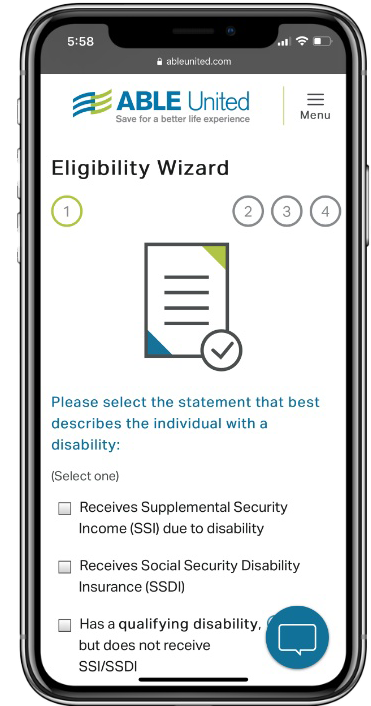 5:58
ableunited.com
ABLE United
Save for a better life experience
Menu
Eligibility Wizard
1
2
3
4
Please select the statement that best
describes the individual with a
disability:
(Select one)
Receives Supplemental Security
Income (SSI) due to disability
Receives Social Security Disability
Insurance (SSDI)
Has a qualifying disability,
but does not receive
SSI/SSDI